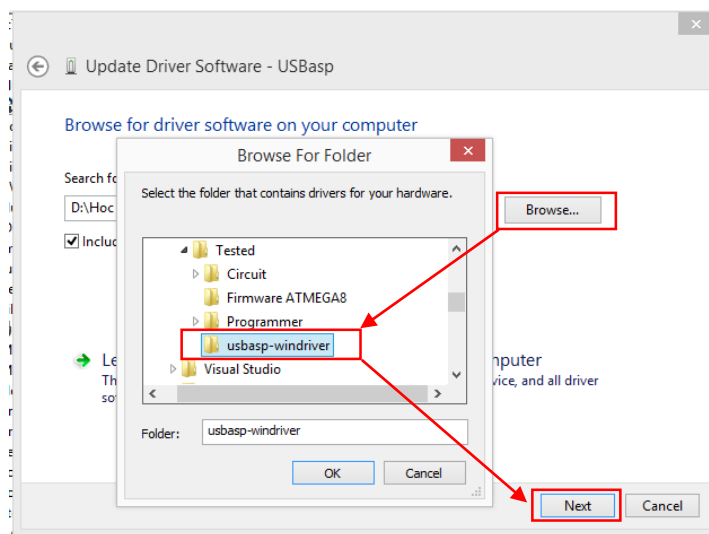 Update Driver Software - USBasp
Browse for driver software on your computer
Browse For Folder
Search fo
Select the folder that contains drivers for your hardware.
D:\Hoc
Browse...
Includ
Tested
Circuit
Firmware ATMEGA8
Programmer
usbasp-windriver
Visual Studio
Le
mputer
Th
vice, and all driver
so
Folder:
usbasp-windriver
OK
Cancel
Next
Cancel